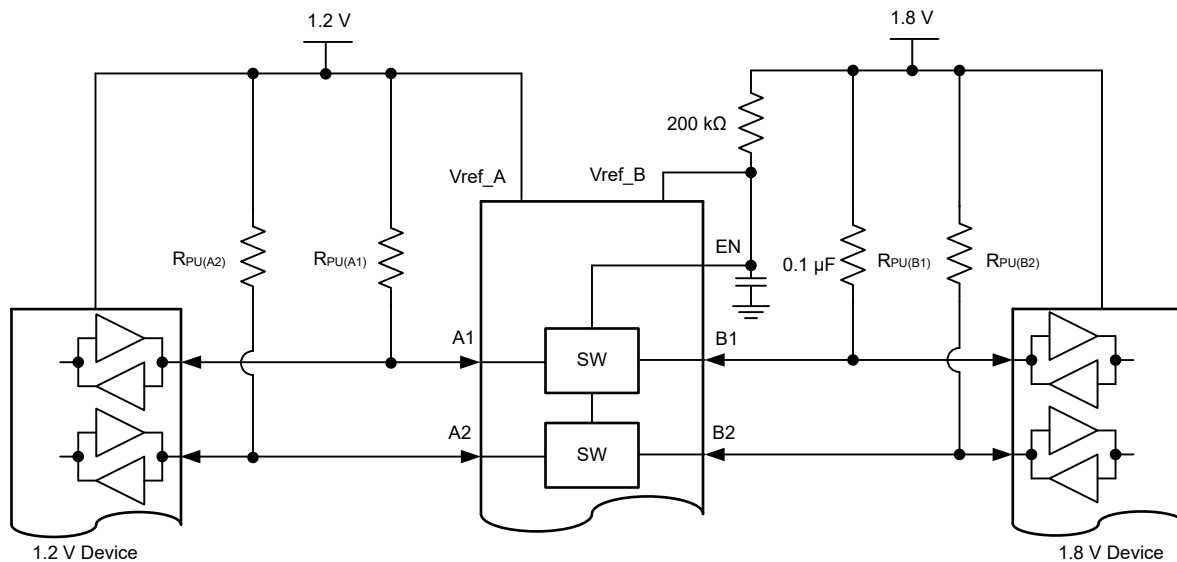 1.2 V
1.8 V
200 kΩ
Vref_A
Vref_B
EN
RPU(A2)
RPU(A1)
0.1 µF
RPU(B1)
RPU(B2)
A1
SW
B1
A2
SW
B2
1.2 V Device
1.8 V Device